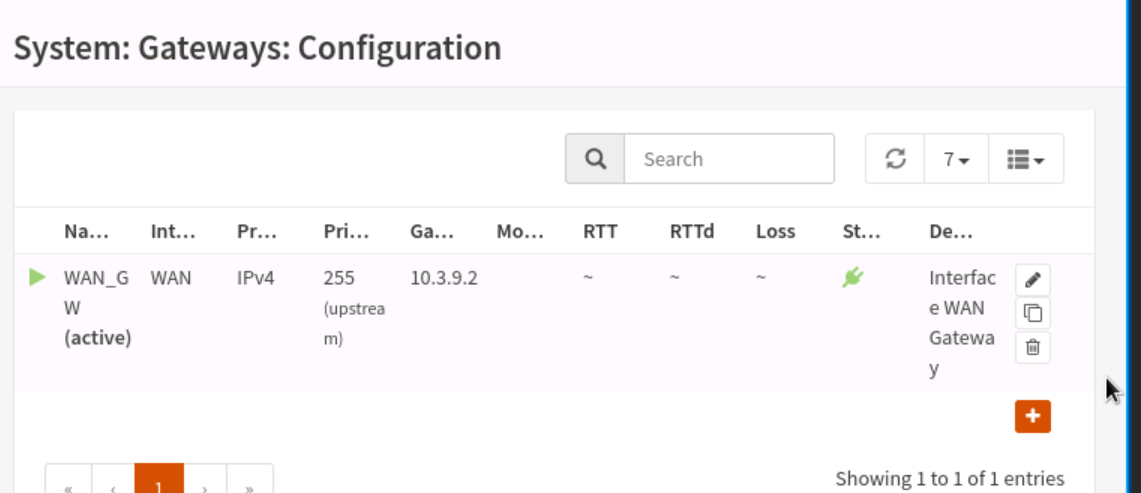 System: Gateways: Configuration
Search
7
Na... Int... Pr... Pri... Ga... Mo... RTT RTTd Loss St... De...
WAN_G WAN IPv4 255 10.3.9.2 ~ ~ ~ Interfac
W (upstrea e WAN
(active) m) Gatewa
y
+
« ‹ 1 › »
Showing 1 to 1 of 1 entries